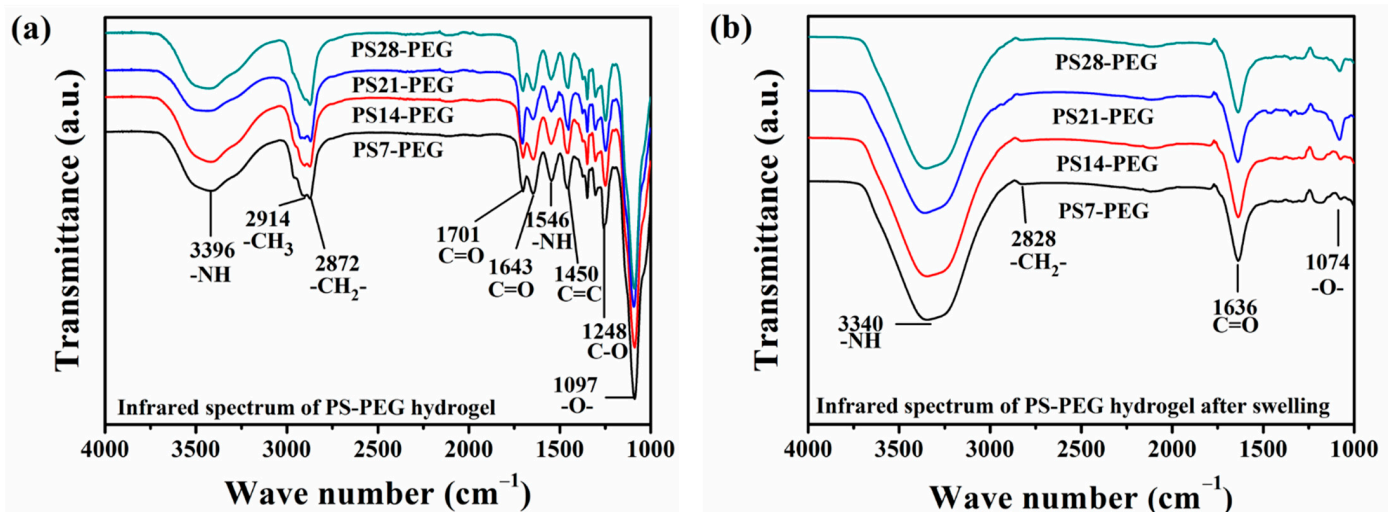 (a)
Transmittance (a.u.)
PS28-PEG
PS21-PEG
PS14-PEG
PS7-PEG
3396
-NH
2914
-CH3
2872
-CH2-
1701
C=O
1643
C=O
1546
-NH
1450
C=C
1248
C-O
1097
-O-
Infrared spectrum of PS-PEG hydrogel
4000 3500 3000 2500 2000 1500 1000
Wave number (cm−1)
(b)
Transmittance (a.u.)
PS28-PEG
PS21-PEG
PS14-PEG
PS7-PEG
3340
-NH
2828
-CH2-
1636
C=O
1074
-O-
Infrared spectrum of PS-PEG hydrogel after swelling
4000 3500 3000 2500 2000 1500 1000
Wave number (cm−1)